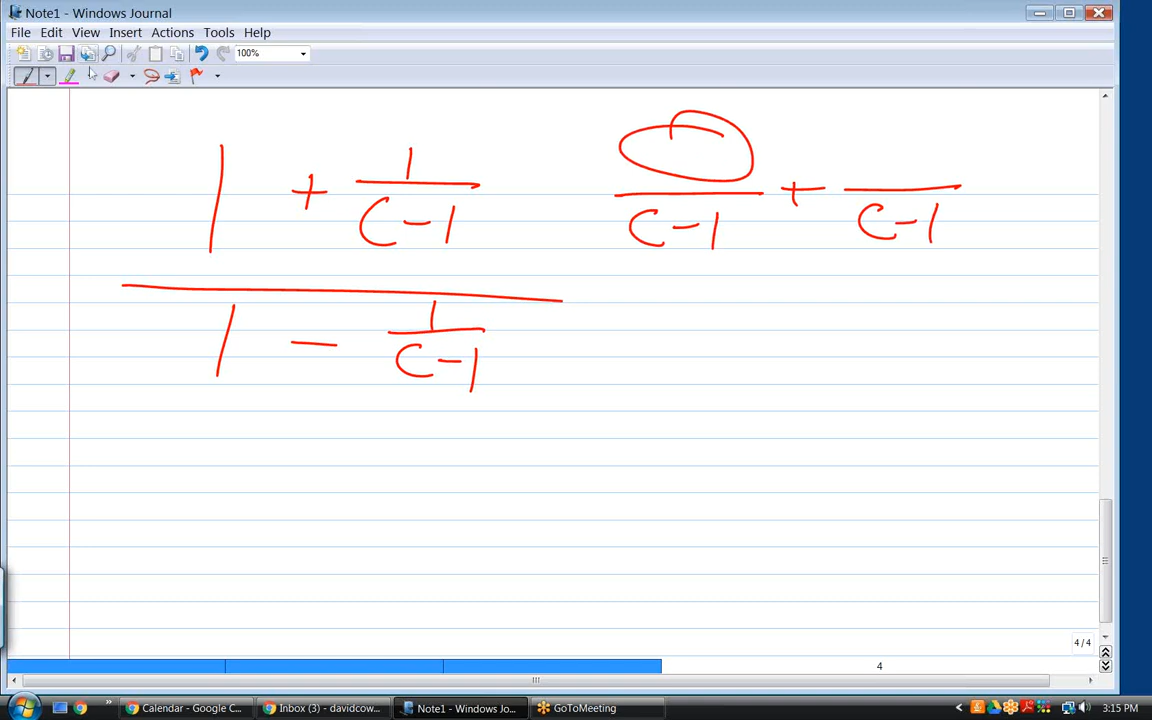 Note1 - Windows Journal
File Edit View Insert Actions Tools Help
100%
1 + 1/(C-1)
/(C-1) + /(C-1)
1 - 1/(C-1)
4/4
4
Calendar - Google C...
Inbox (3) - davidcow...
Note1 - Windows Jo...
GoToMeeting
3:15 PM